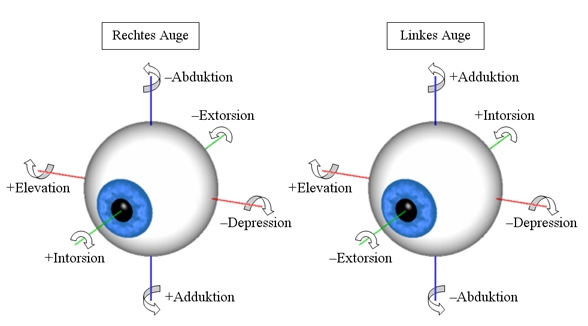 Rechtes Auge
–Abduktion
–Extorsion
+Elevation
–Depression
+Intorsion
+Adduktion
Linkes Auge
+Adduktion
+Intorsion
+Elevation
–Depression
–Extorsion
–Abduktion